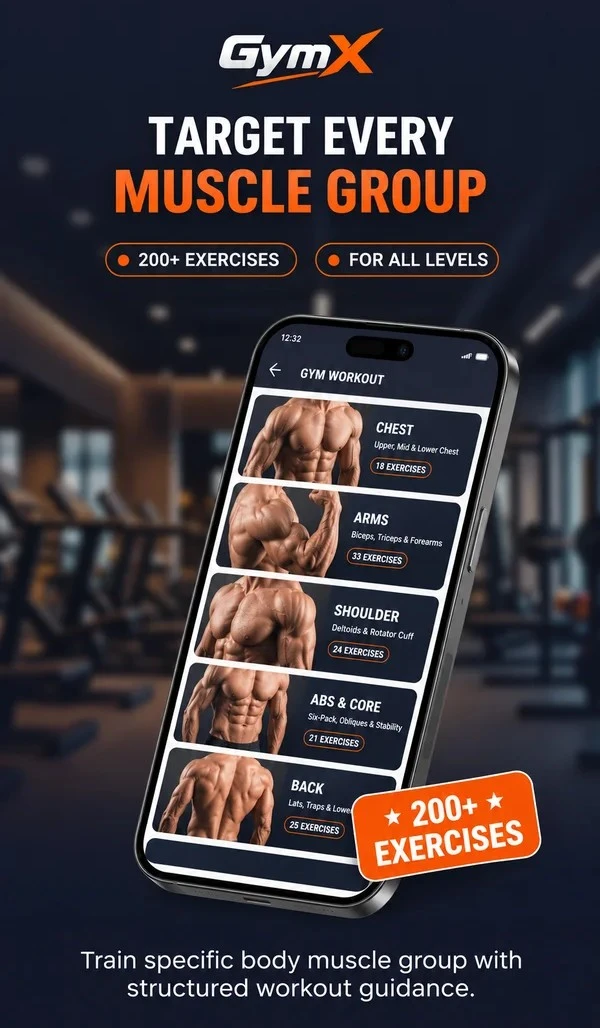 GymX
TARGET EVERY
MUSCLE GROUP
200+ EXERCISES
FOR ALL LEVELS
12:32
GYM WORKOUT
CHEST
Upper, Mid & Lower Chest
18 EXERCISES
ARMS
Biceps, Triceps & Forearms
33 EXERCISES
SHOULDER
Deltoids & Rotator Cuff
24 EXERCISES
ABS & CORE
Six-Pack, Obliques & Stability
21 EXERCISES
BACK
Lats, Traps & Lowe
25 EXERCISES
200+
EXERCISES
Train specific body muscle group with
structured workout guidance.